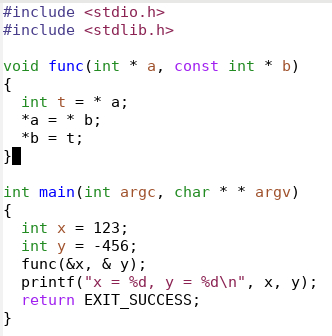 #include <stdio.h>
#include <stdlib.h>

void func(int * a, const int * b)
{
  int t = * a;
  *a = * b;
  *b = t;
}

int main(int argc, char * * argv)
{
  int x = 123;
  int y = -456;
  func(&x, & y);
  printf("x = %d, y = %d\n", x, y);
  return EXIT_SUCCESS;
}